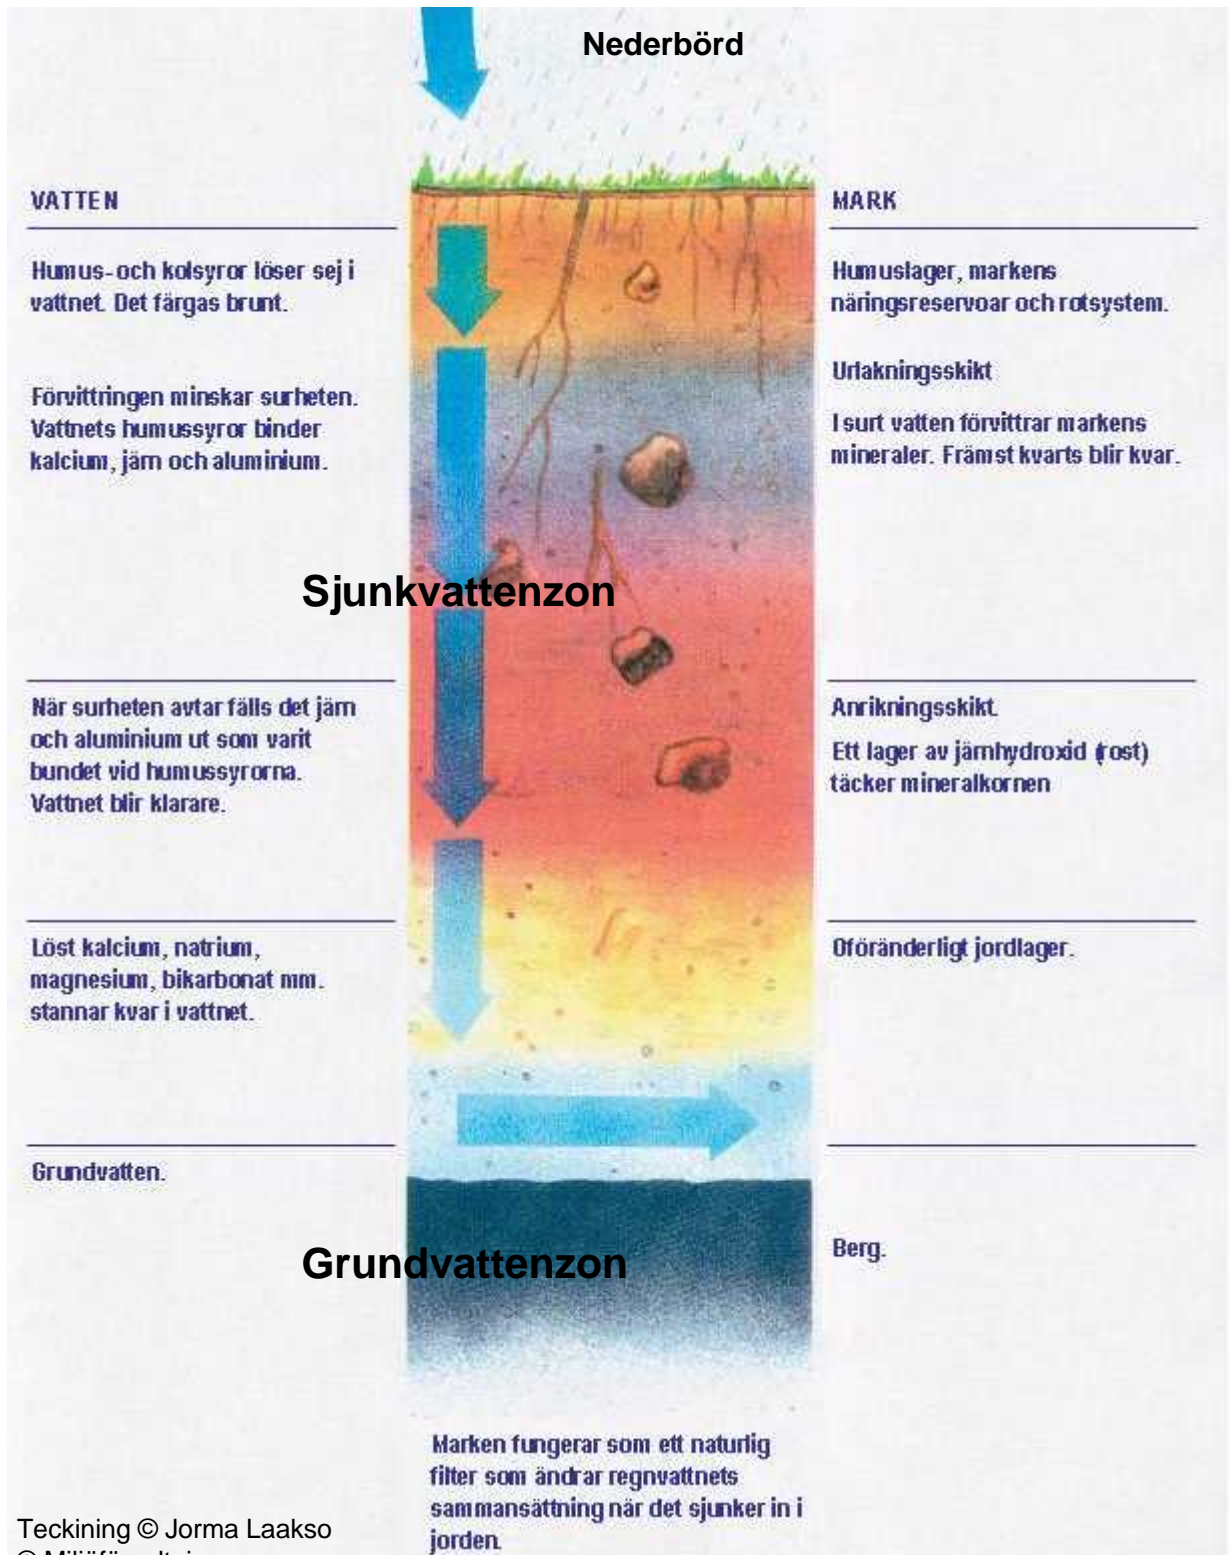 Nederbörd
VATTEN
Humus-och kolsyror löser sej i
vattnet. Det färgas brunt.
Förvittringen minskar surheten.
Vattnets humussyror binder
kalcium, järn och aluminium.
Sjunkvattenzon
När surheten avtar fälls det järn
och aluminium ut som varit
bundet vid humussyrorna.
Vattnet blir klarare.
Löst kalcium, natrium,
magnesium, bikarbonat mm.
stannar kvar i vattnet.
Grundvatten.
Grundvattenzon
MARK
Humuslager, markens
näringsreservoar och rotsystem.
Urlakningsskikt
I surt vatten förvittrar markens
mineraler. Främst kvarts blir kvar.
Anrikningsskikt.
Ett lager av järnhydroxid (rost)
täcker mineralkornen
Oföränderligt jordlager.
Berg.
Marken fungerar som ett naturlig
filter som ändrar regnvattnets
sammansättning när det sjunker in i
jorden.
Teckining © Jorma Laakso